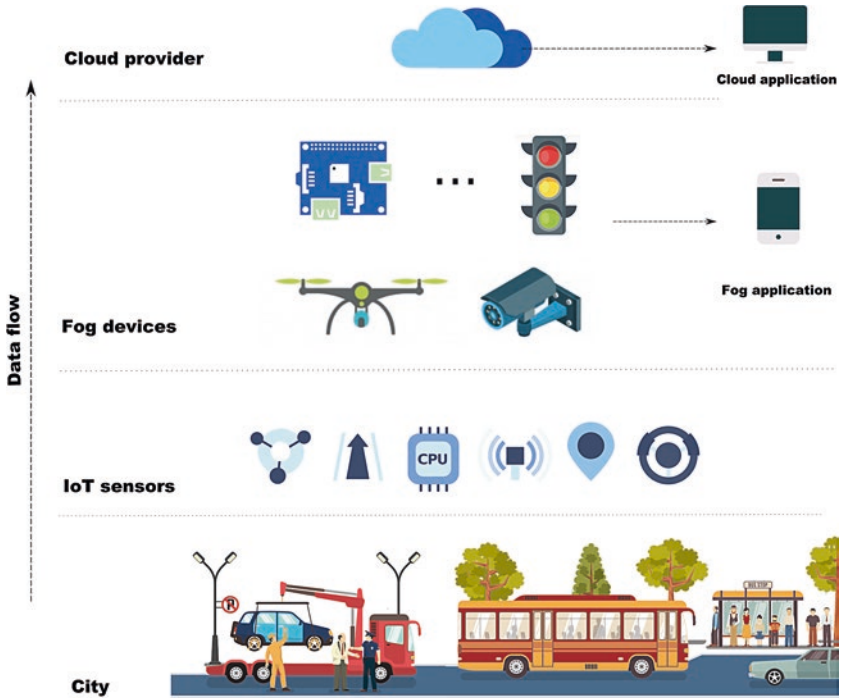 Cloud provider
Cloud application
Data flow
Fog devices
Fog application
IoT sensors
CPU
City
P
BUS STOP